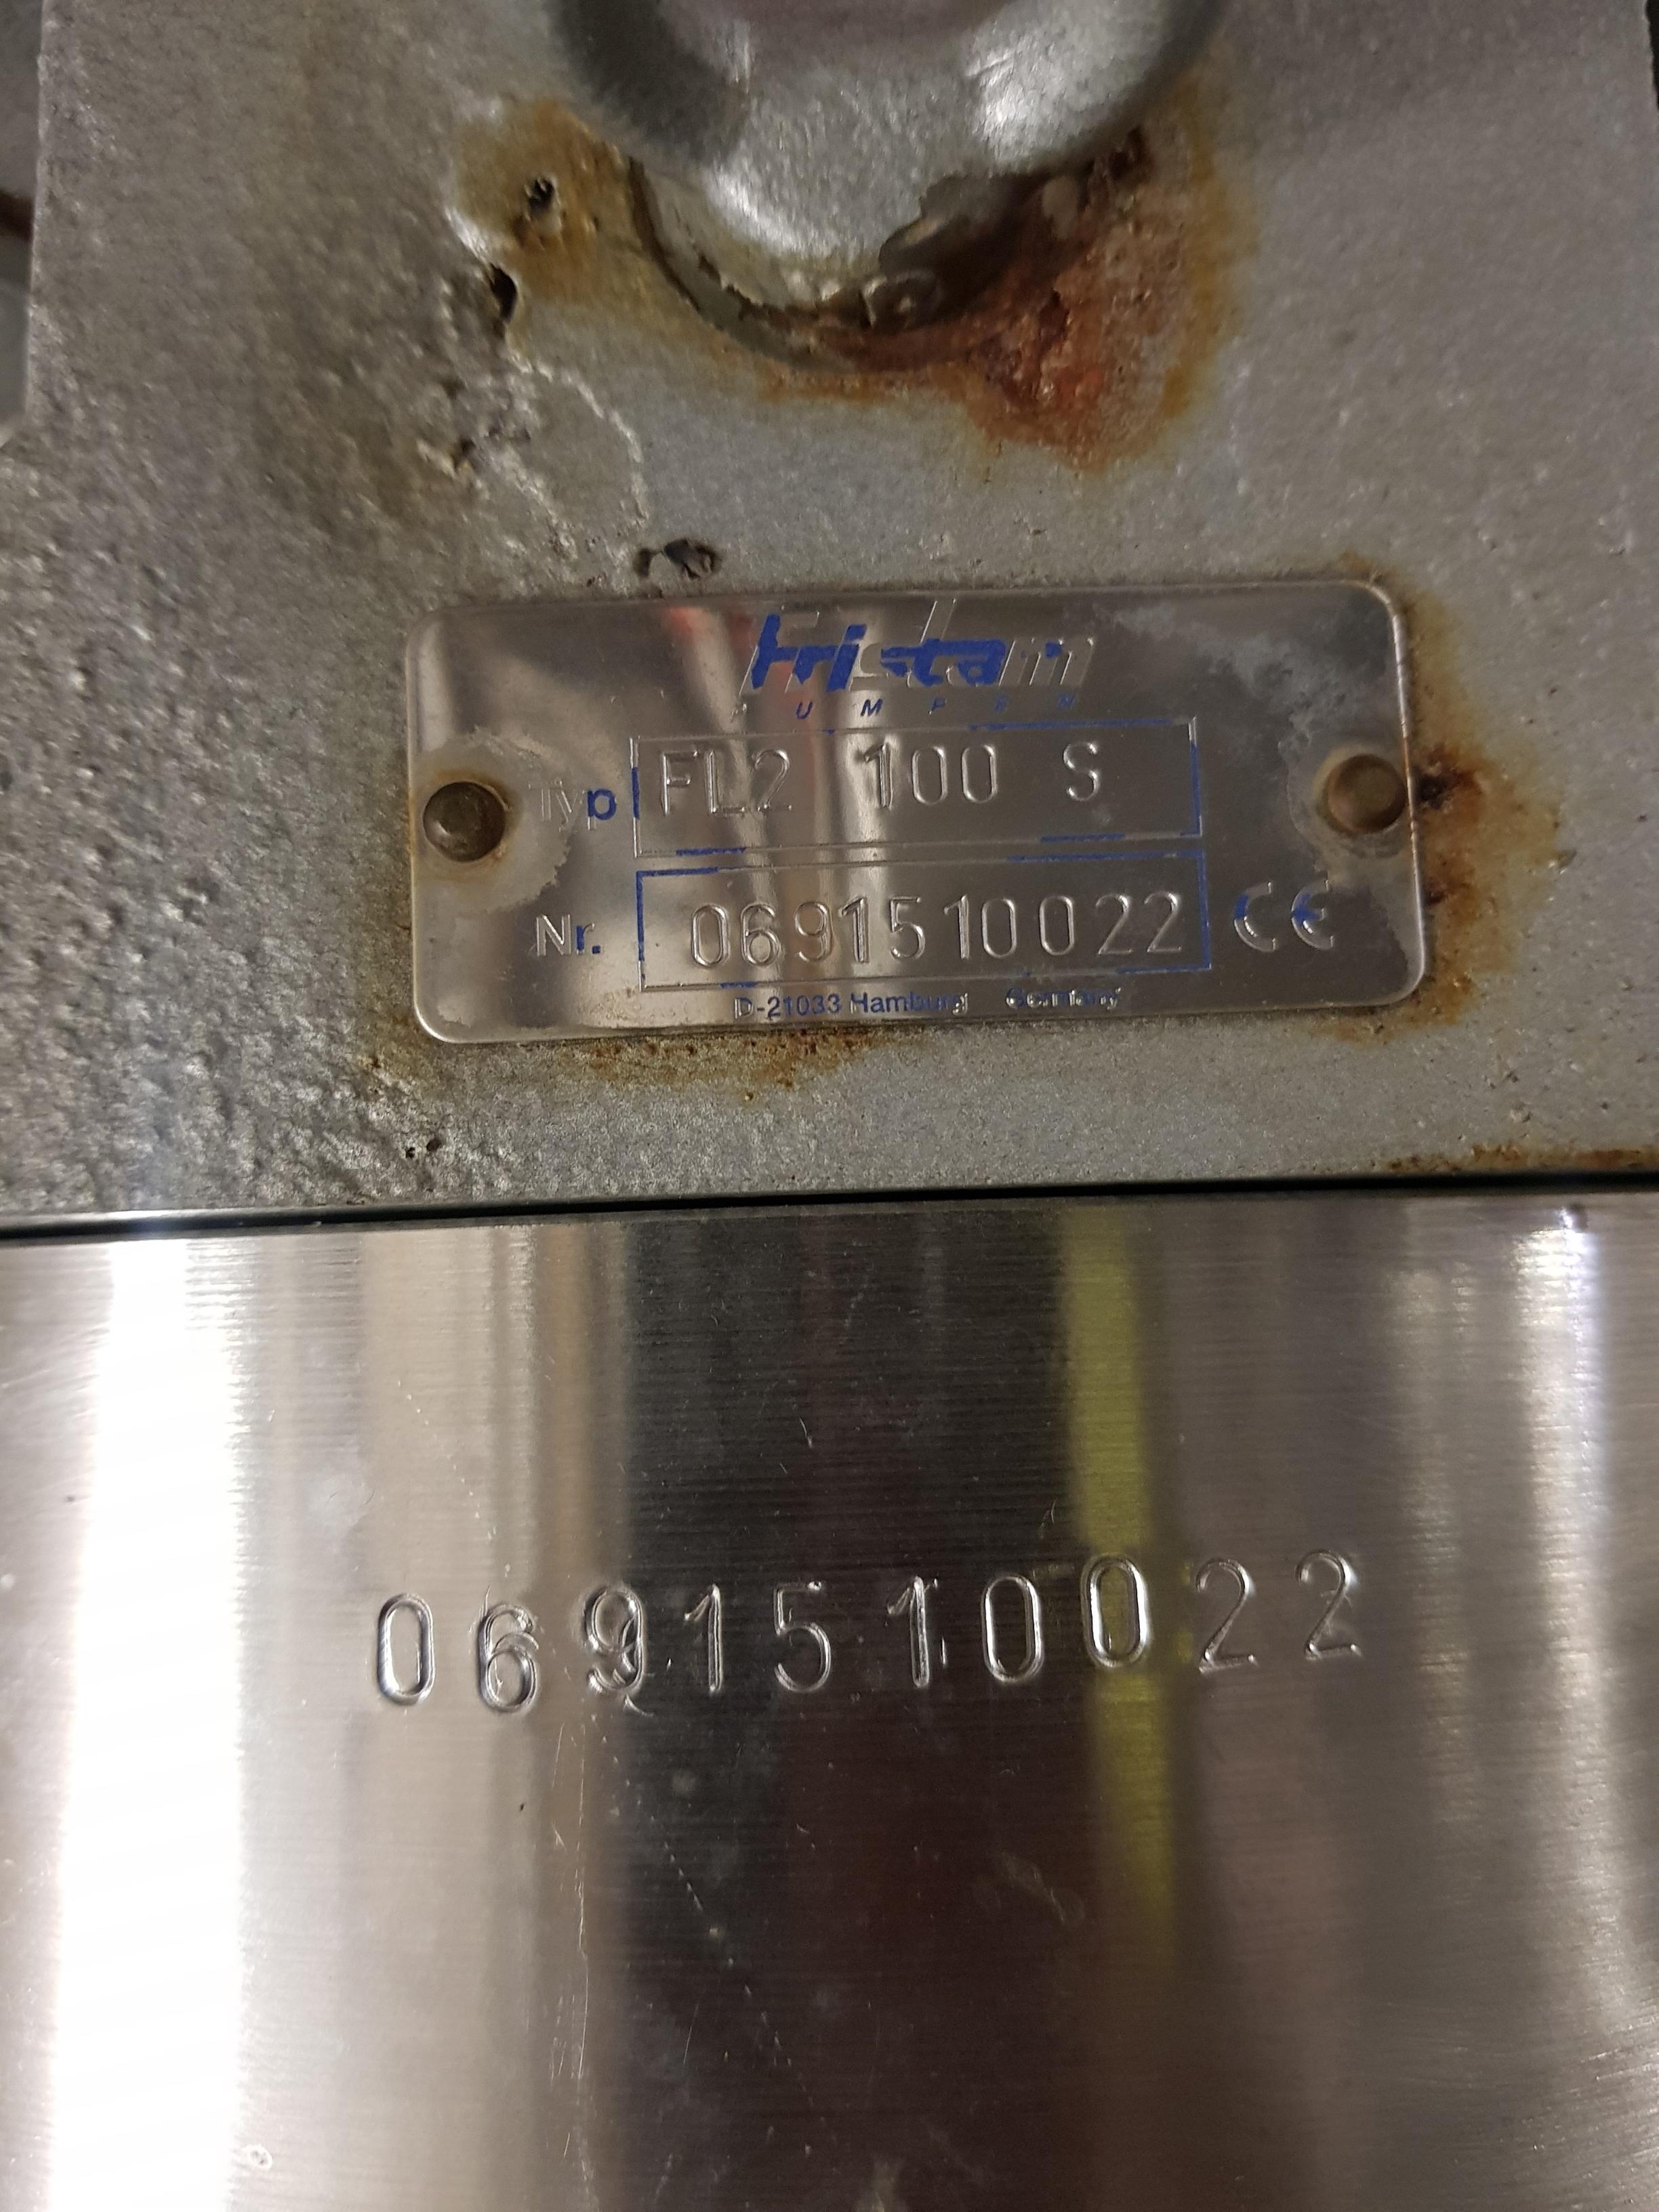 Fristam
PUMPEN
Typ FL2 100 S
Nr. 0691510022 CE
D-21033 Hamburg Germany
0691510022